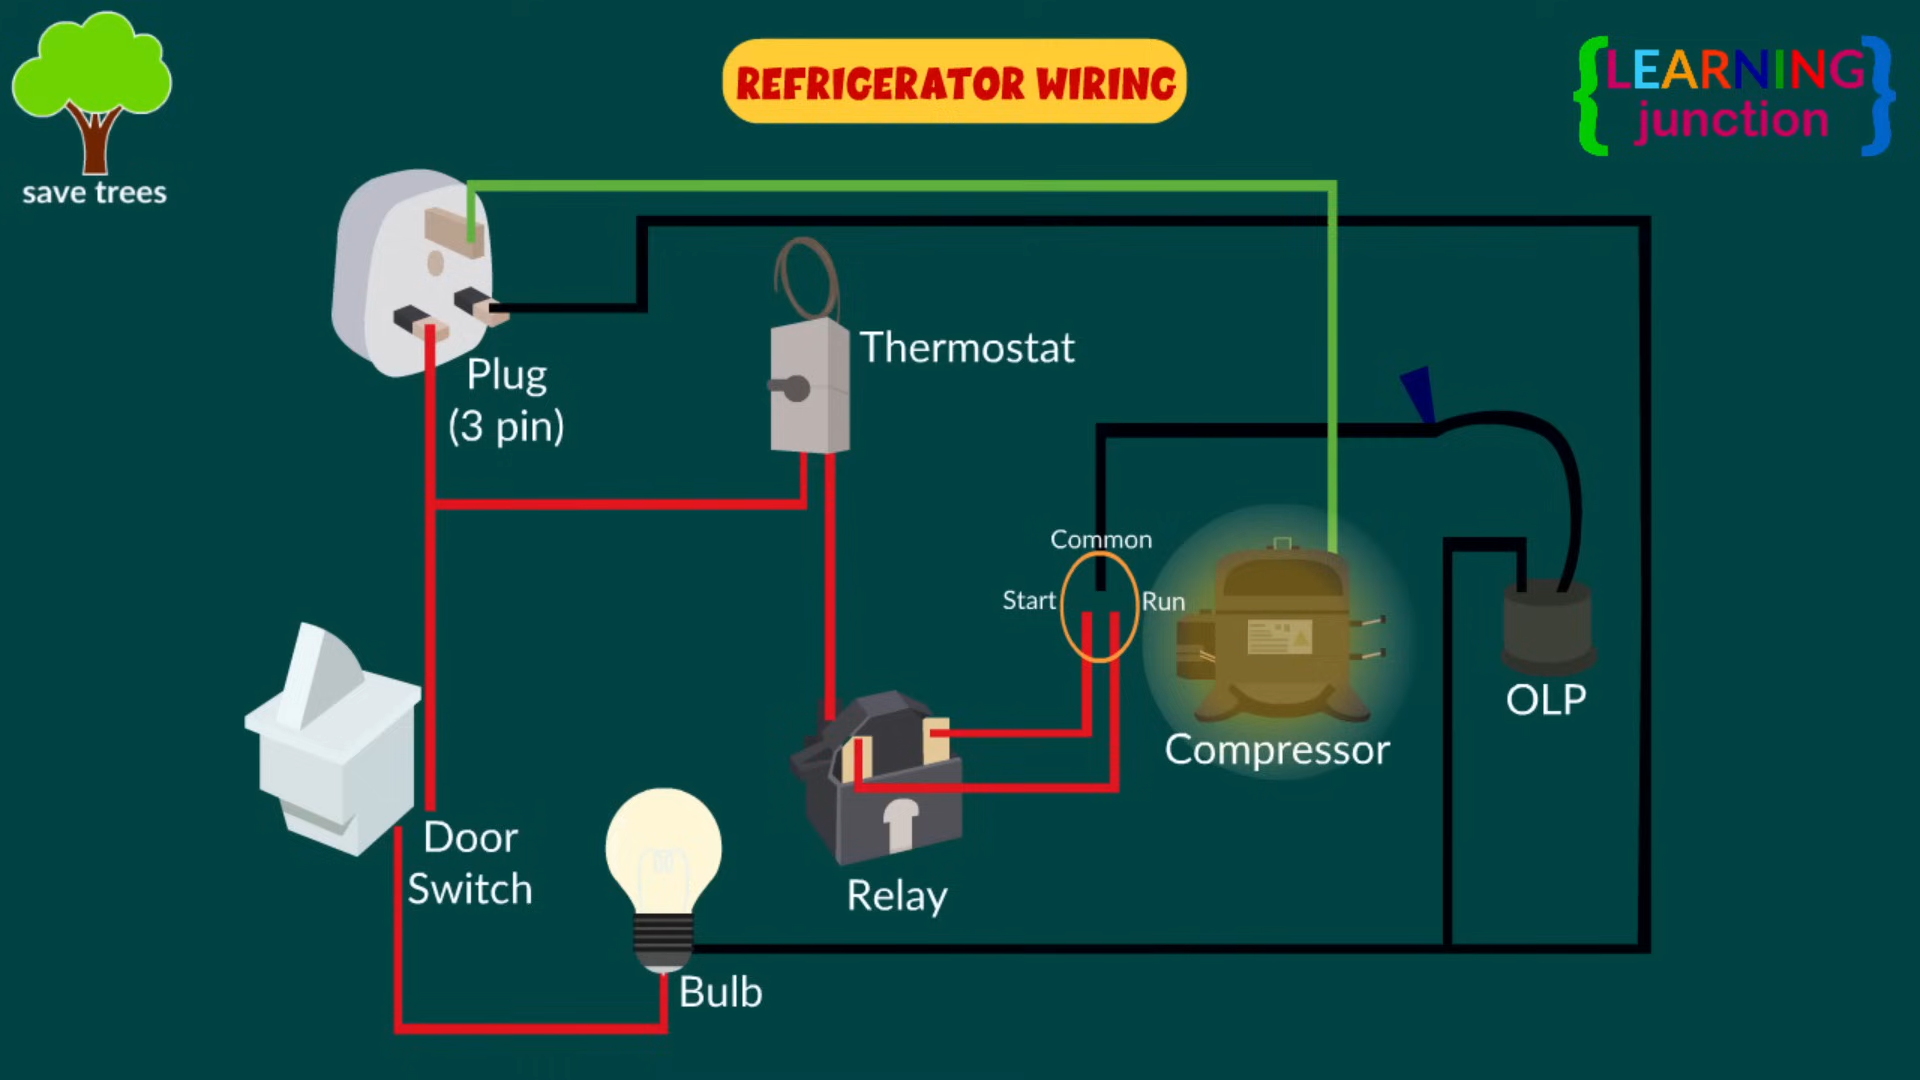 REFRIGERATOR WIRING
{LEARNING
junction}
save trees
Plug
(3 pin)
Thermostat
Common
Start
Run
Compressor
OLP
Door
Switch
Relay
Bulb